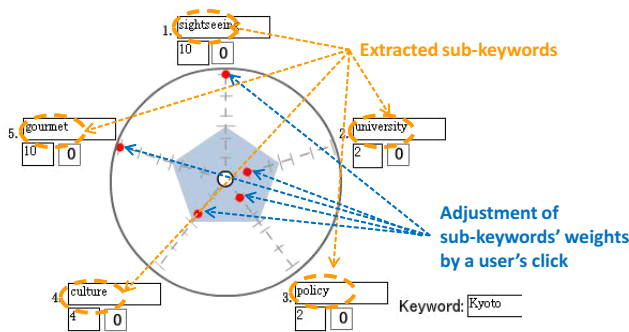 1. sightseeing
10 0
Extracted sub-keywords
5. gourmet
10 0
2. university
2 0
Adjustment of
sub-keywords' weights
by a user's click
4. culture
4 0
3. policy
2 0
Keyword: Kyoto